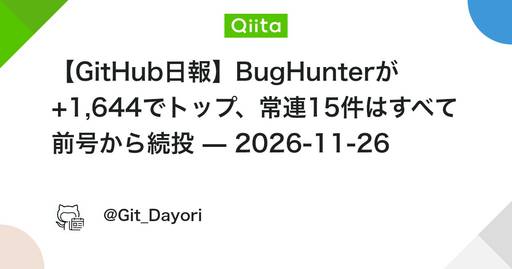 Qiita
【GitHub日報】BugHunterが
+1,644でトップ、常連15件はすべて
前号から続投 — 2026-11-26
@Git_Dayori